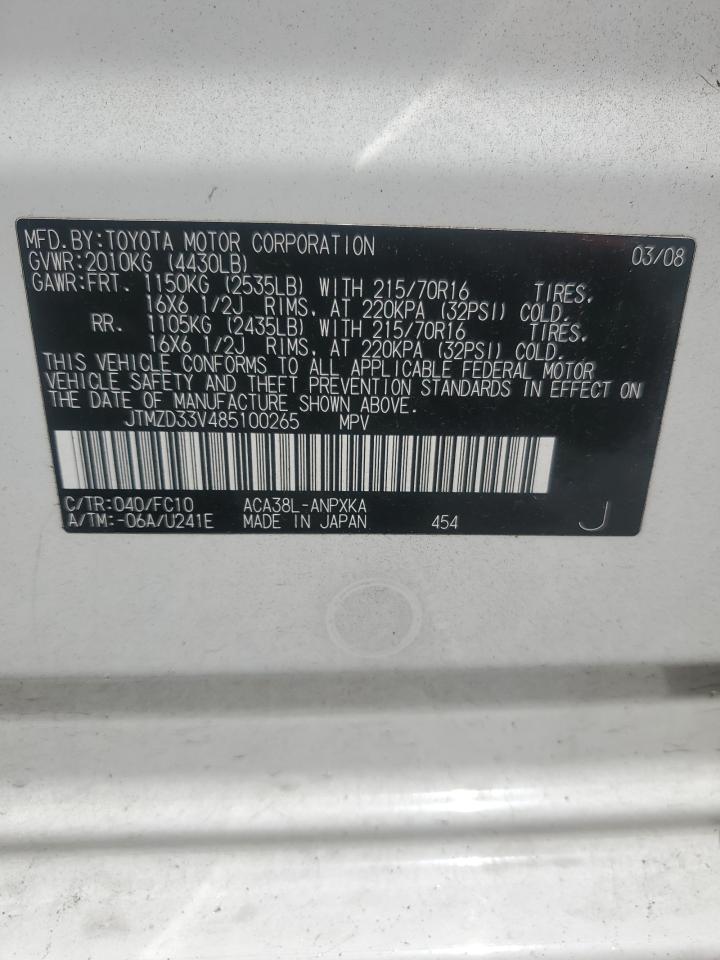 MFD.BY:TOYOTA MOTOR CORPORATION 03/08
GVWR:2010KG (4430LB)
GAWR:FRT. 1150KG (2535LB) WITH 215/70R16 TIRES.
16X6 1/2J RIMS, AT 220KPA (32PSI) COLD.
RR. 1105KG (2435LB) WITH 215/70R16 TIRES.
16X6 1/2J RIMS, AT 220KPA (32PSI) COLD.
THIS VEHICLE CONFORMS TO ALL APPLICABLE FEDERAL MOTOR
VEHICLE SAFETY AND THEFT PREVENTION STANDARDS IN EFFECT ON
THE DATE OF MANUFACTURE SHOWN ABOVE.
JTMZD33V485100265 MPV
C/TR:040/FC10 ACA38L-ANPXKA
A/TM:-06A/U241E MADE IN JAPAN 454 J